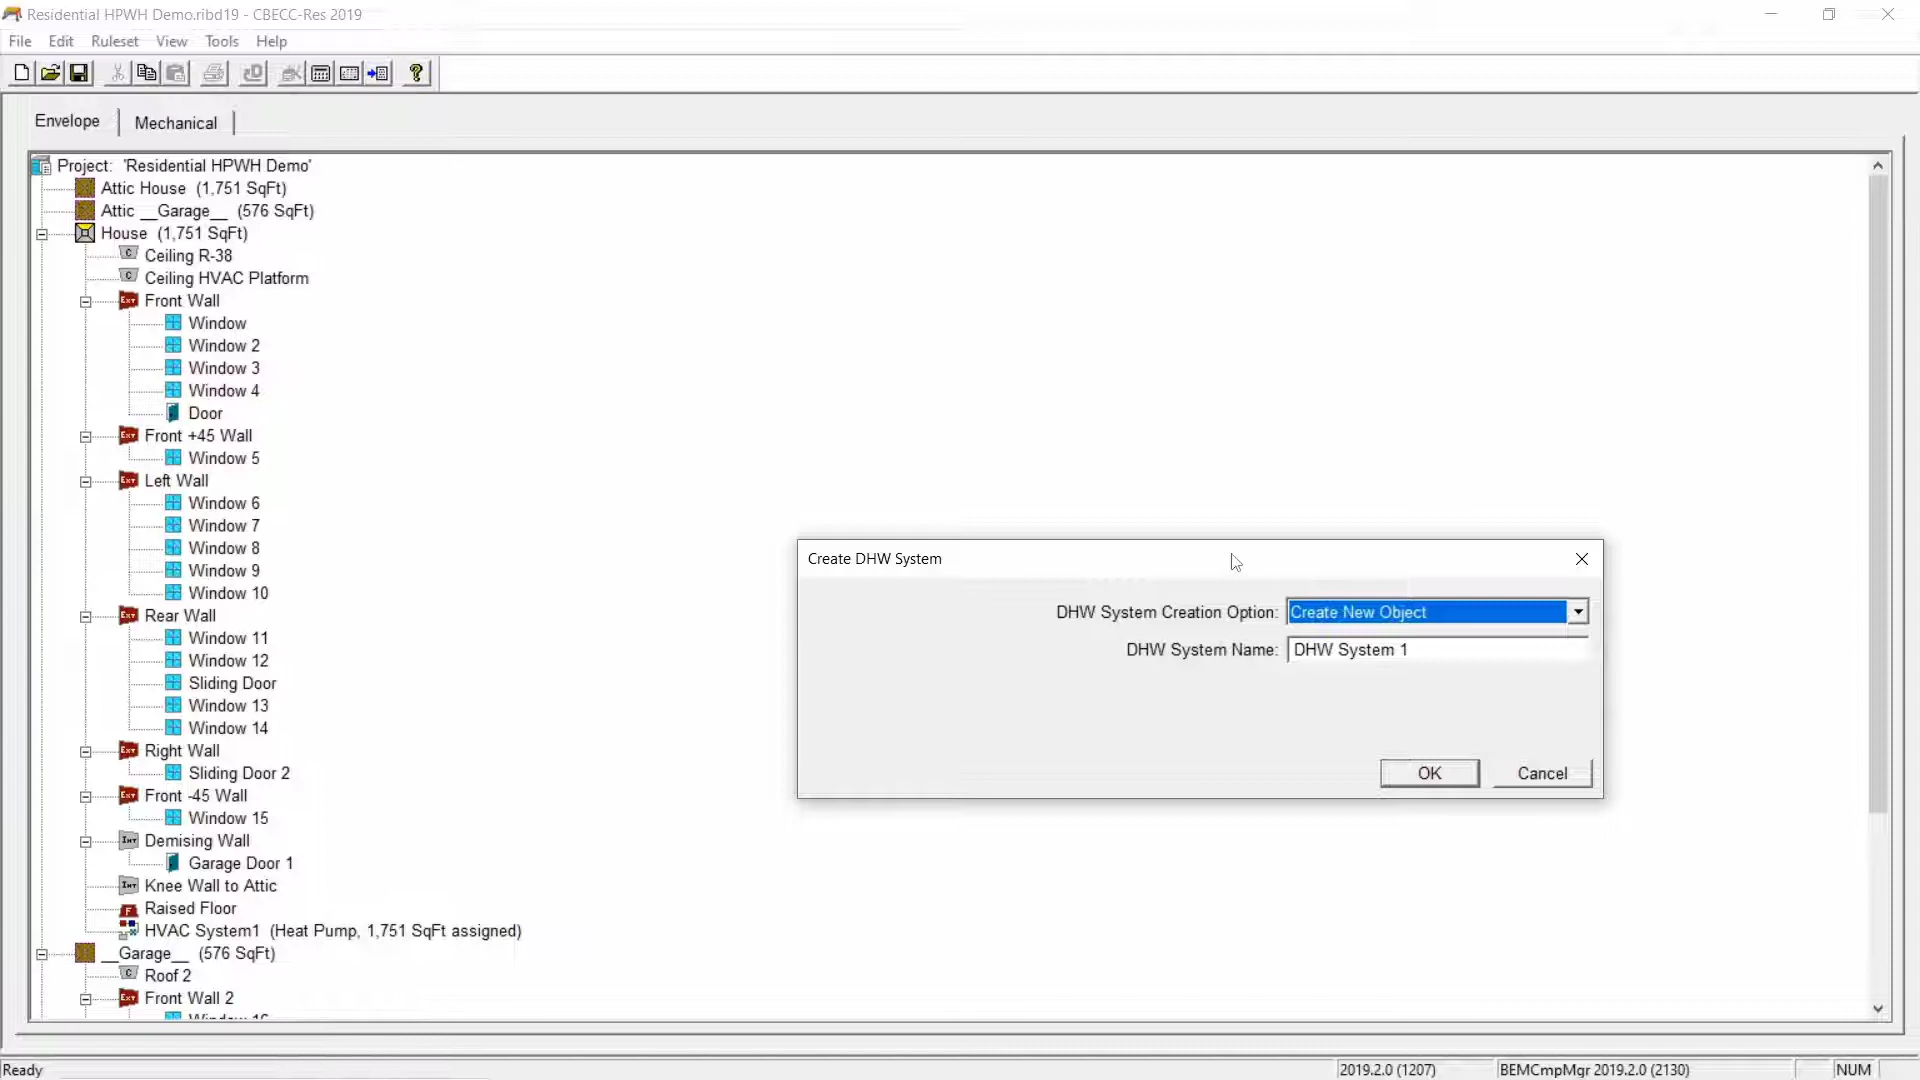 Residential HPWH Demo.ribd19 - CBECC-Res 2019
File Edit Ruleset View Tools Help
Envelope Mechanical
Project: 'Residential HPWH Demo'
Attic House (1,751 SqFt)
Attic __Garage__ (576 SqFt)
House (1,751 SqFt)
Ceiling R-38
Ceiling HVAC Platform
Front Wall
Window
Window 2
Window 3
Window 4
Door
Front +45 Wall
Window 5
Left Wall
Window 6
Window 7
Window 8
Window 9
Window 10
Rear Wall
Window 11
Window 12
Sliding Door
Window 13
Window 14
Right Wall
Sliding Door 2
Front -45 Wall
Window 15
Demising Wall
Garage Door 1
Knee Wall to Attic
Raised Floor
HVAC System1 (Heat Pump, 1,751 SqFt assigned)
__Garage__ (576 SqFt)
Roof 2
Front Wall 2
Window 16
Create DHW System
DHW System Creation Option: Create New Object
DHW System Name: DHW System 1
OK Cancel
Ready 2019.2.0 (1207) BEMCmpMgr 2019.2.0 (2130) NUM